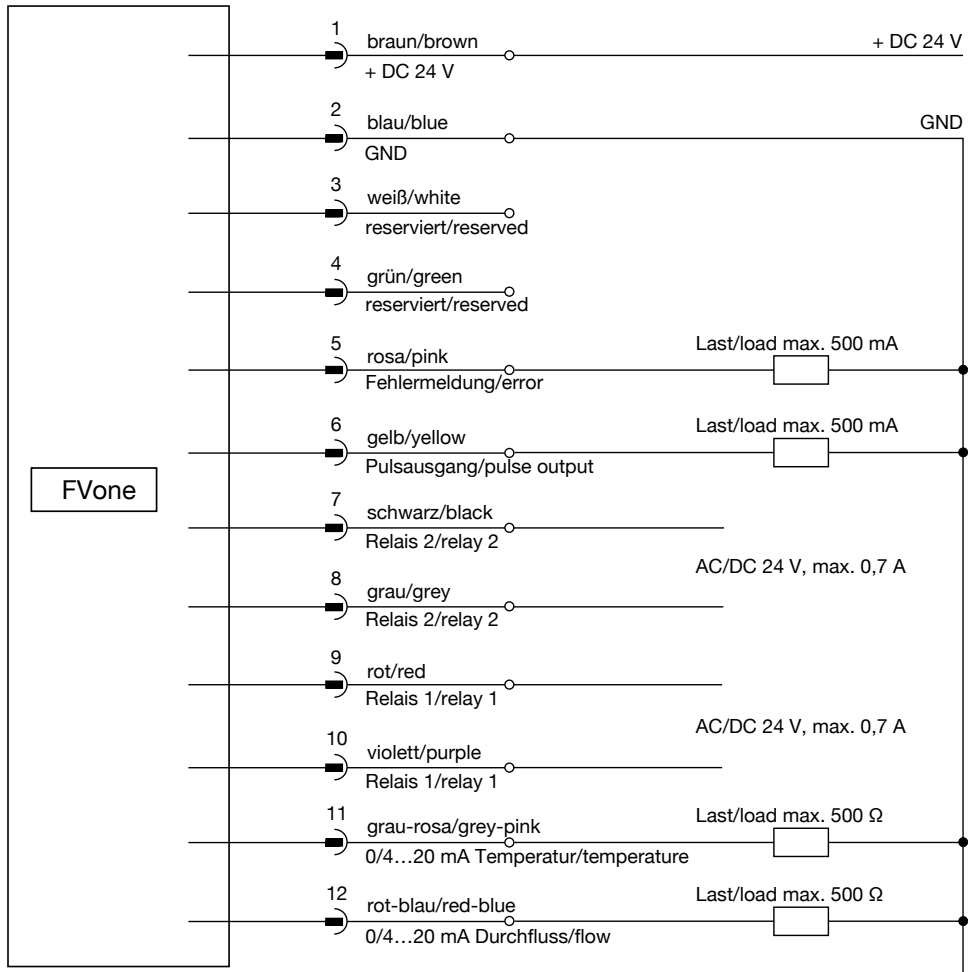 1
braun/brown
+ DC 24 V
+ DC 24 V
2
blau/blue
GND
GND
3
weiß/white
reserviert/reserved
4
grün/green
reserviert/reserved
5
rosa/pink
Last/load max. 500 mA
Fehlermeldung/error
6
gelb/yellow
Last/load max. 500 mA
Pulsausgang/pulse output
FVone
7
schwarz/black
Relais 2/relay 2
AC/DC 24 V, max. 0,7 A
8
grau/grey
Relais 2/relay 2
9
rot/red
Relais 1/relay 1
AC/DC 24 V, max. 0,7 A
10
violett/purple
Relais 1/relay 1
11
grau-rosa/grey-pink
Last/load max. 500 Ω
0/4…20 mA Temperatur/temperature
12
rot-blau/red-blue
Last/load max. 500 Ω
0/4…20 mA Durchfluss/flow